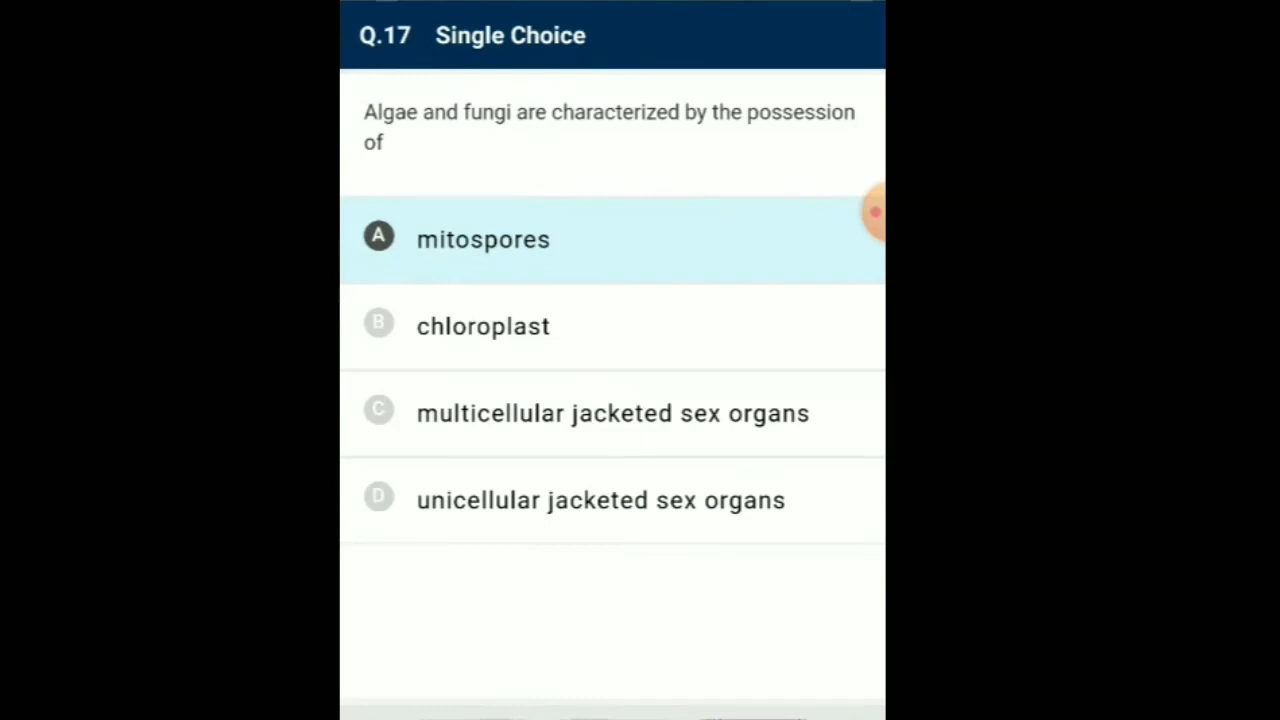 Q.17 Single Choice
Algae and fungi are characterized by the possession
of
A mitospores
B chloroplast
C multicellular jacketed sex organs
D unicellular jacketed sex organs